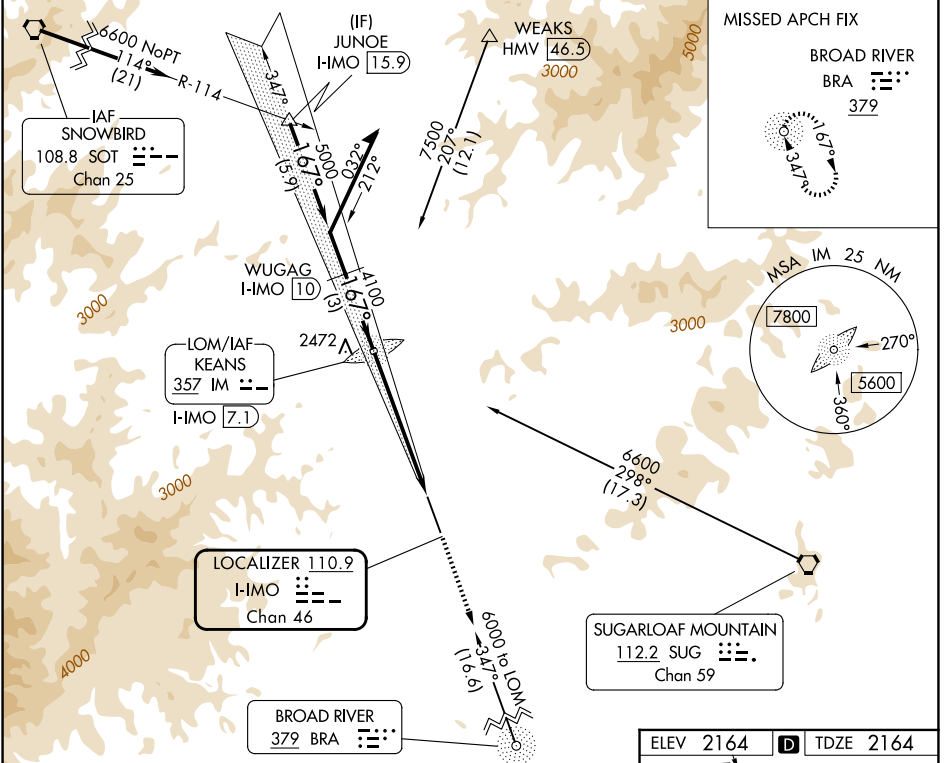 6600 NoPT
114°
(21)
R-114
IAF
SNOWBIRD
108.8 SOT
Chan 25
(IF)
JUNOE
I-IMO 15.9
347°
167°
(5.9)
5000
032°
212°
WEAKS
HMV 46.5
3000
5000
7500
207°
(12.1)
MISSED APCH FIX
BROAD RIVER
BRA
379
167°
347°
WUGAG
I-IMO 10
(3)
4100
167°
3000
LOM/IAF
KEANS
357 IM
I-IMO 7.1
2472
3000
MSA IM 25 NM
7800
270°
5600
360°
3000
6600
298°
(17.3)
LOCALIZER 110.9
I-IMO
Chan 46
SUGARLOAF MOUNTAIN
112.2 SUG
Chan 59
4000
6000 to LOM
347°
(16.6)
BROAD RIVER
379 BRA
ELEV 2164 D TDZE 2164